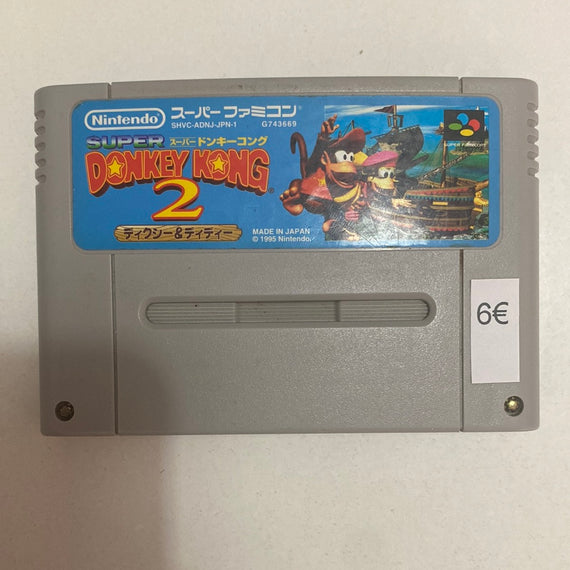 Nintendo
スーパーファミコン
SHVC-ADNJ-JPN-1 G743669
SUPER スーパードンキーコング
DONKEY KONG
2
ディクシー&ディディー
MADE IN JAPAN
© 1995 Nintendo
SUPER FAMICOM
6€